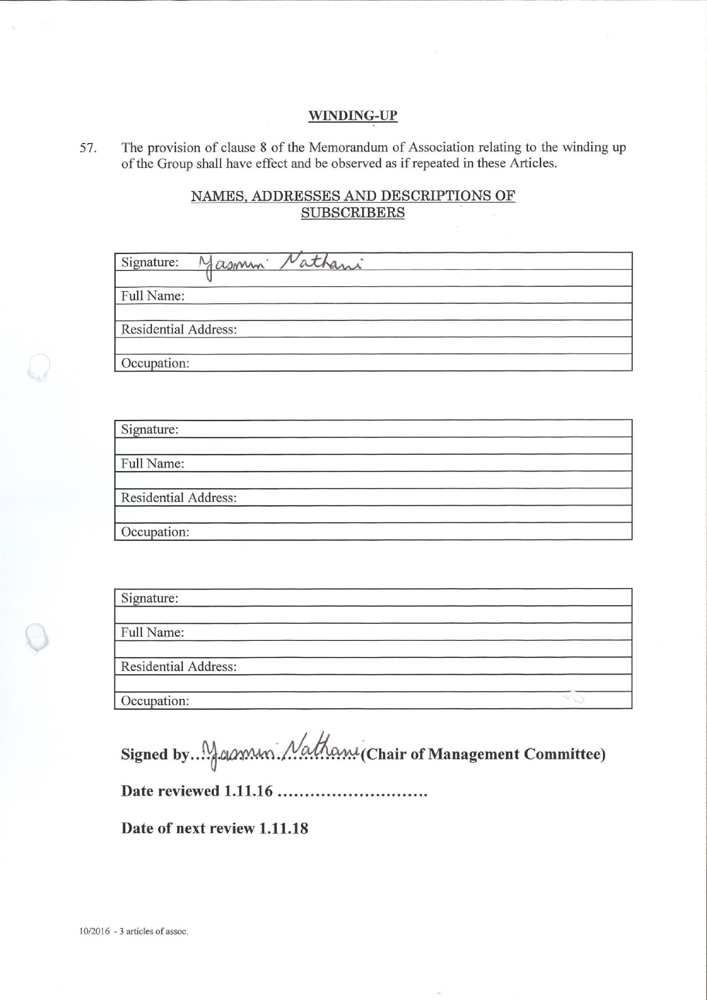 WINDING-UP
57. The provision of clause 8 of the Memorandum of Association relating to the winding up
of the Group shall have effect and be observed as if repeated in these Articles.
NAMES, ADDRESSES AND DESCRIPTIONS OF
SUBSCRIBERS
Signature: Yasmin Nathani
Full Name:
Residential Address:
Occupation:
Signature:
Full Name:
Residential Address:
Occupation:
Signature:
Full Name:
Residential Address:
Occupation:
Signed by....Yasmin Nathani (Chair of Management Committee)
Date reviewed 1.11.16 ............................
Date of next review 1.11.18
10/2016 - 3 articles of assoc.